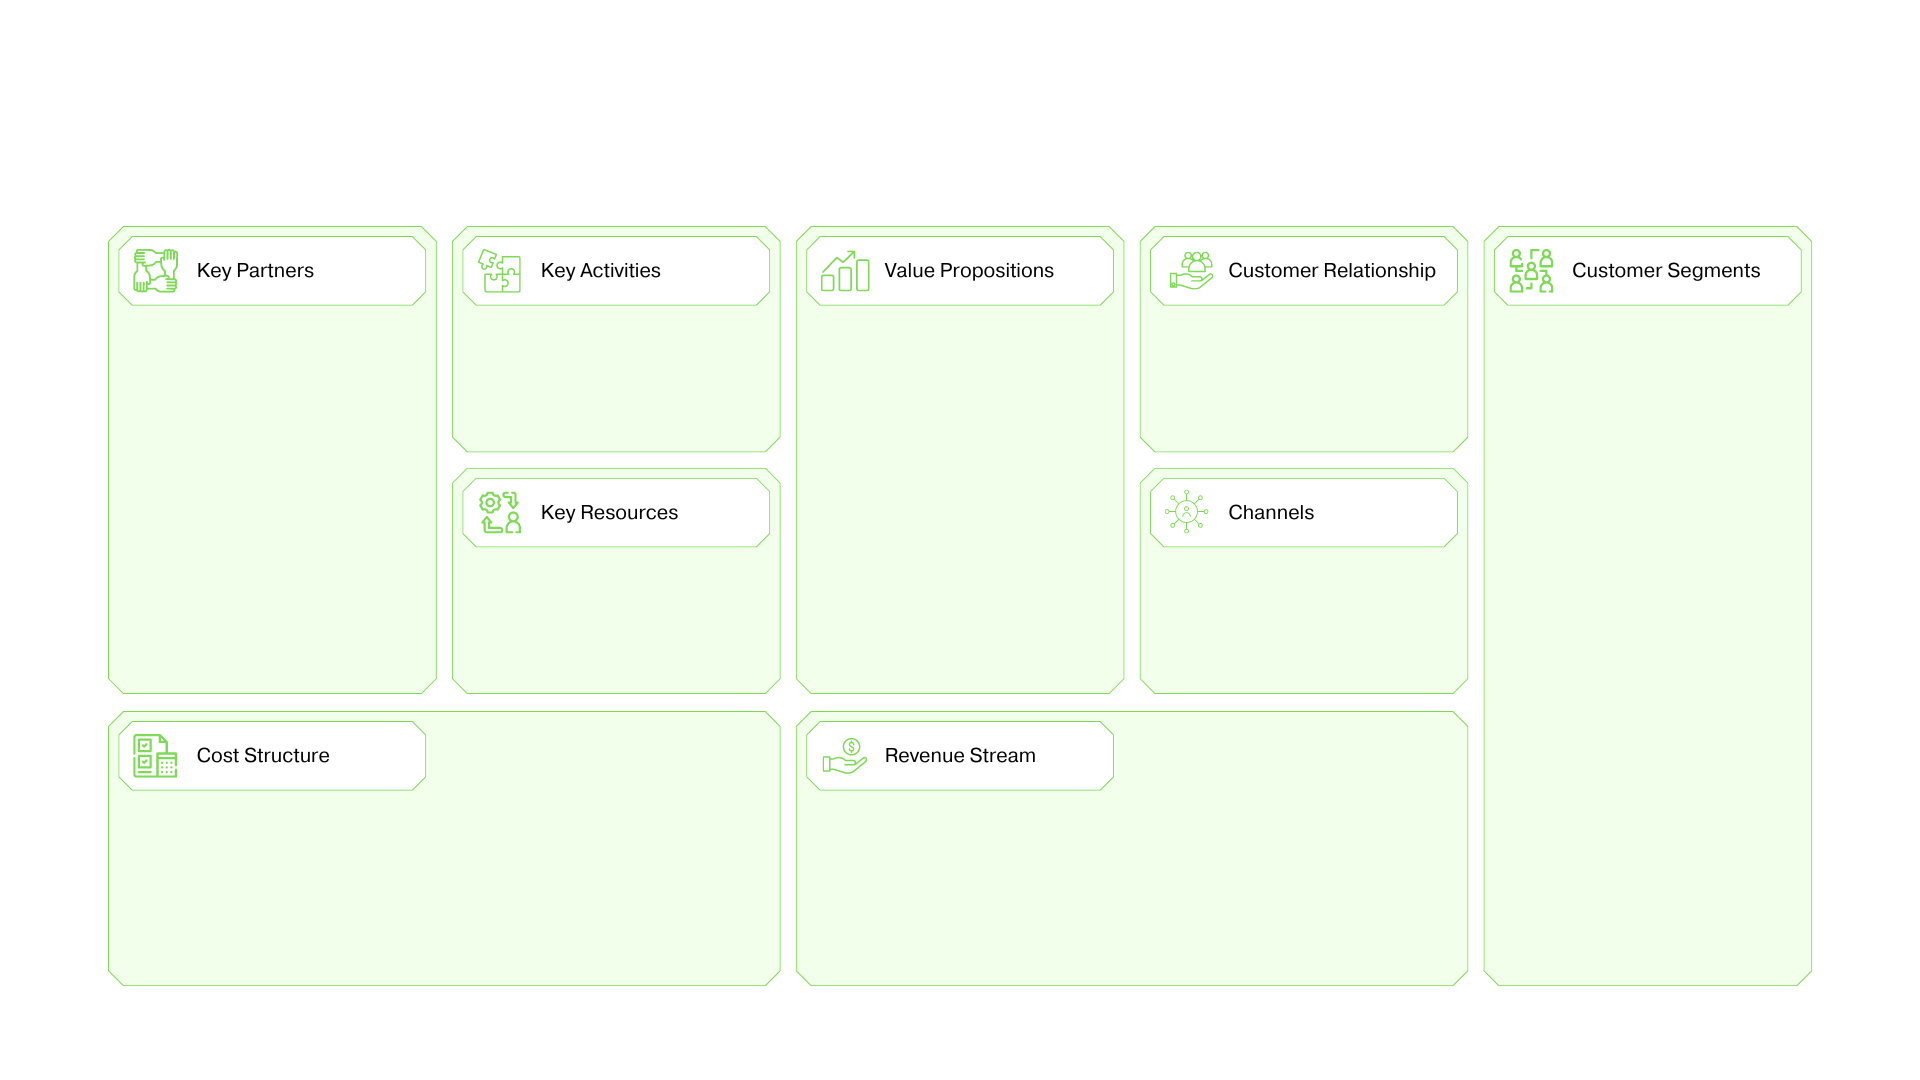 Key Partners
Key Activities
Value Propositions
Customer Relationship
Customer Segments
Key Resources
Channels
Cost Structure
Revenue Stream